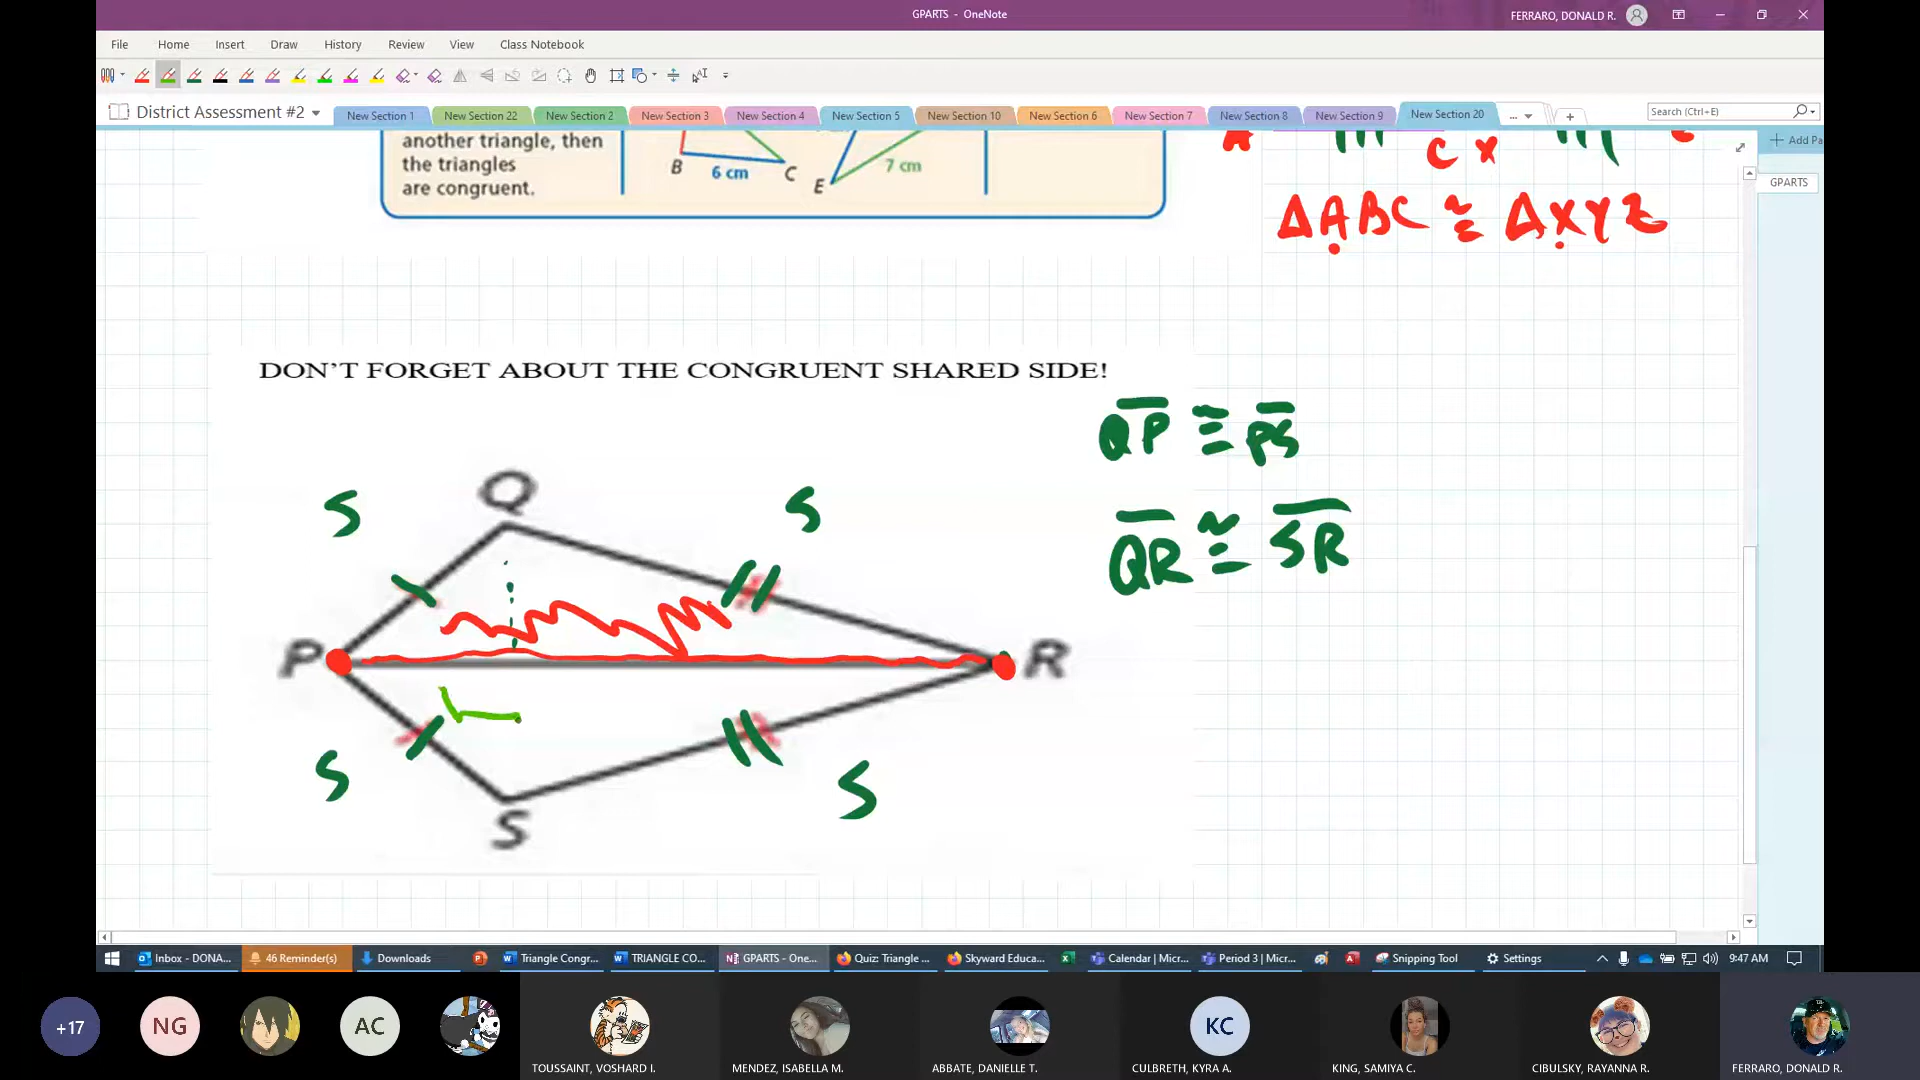 GPARTS - OneNote
FERRARO, DONALD R.
File Home Insert Draw History Review View Class Notebook
District Assessment #2
New Section 1 New Section 22 New Section 2 New Section 3 New Section 4 New Section 5 New Section 10 New Section 6 New Section 7 New Section 8 New Section 9 New Section 20 ...
Search (Ctrl+E)
Add Pa
GPARTS
another triangle, then
the triangles
are congruent.
B 6 cm C E 7 cm
C X
ΔABC ≅ ΔXYZ
DON'T FORGET ABOUT THE CONGRUENT SHARED SIDE!
QP ≅ PS
QR ≅ SR
S Q S
P R
S S S
Inbox - DONA... 46 Reminder(s) Downloads Triangle Congr... TRIANGLE CO... GPARTS - One... Quiz: Triangle ... Skyward Educa... Calendar | Micr... Period 3 | Micr... Snipping Tool Settings 9:47 AM
+17 NG AC KC
TOUSSAINT, VOSHARD I. MENDEZ, ISABELLA M. ABBATE, DANIELLE T. CULBRETH, KYRA A. KING, SAMIYA C. CIBULSKY, RAYANNA R. FERRARO, DONALD R.